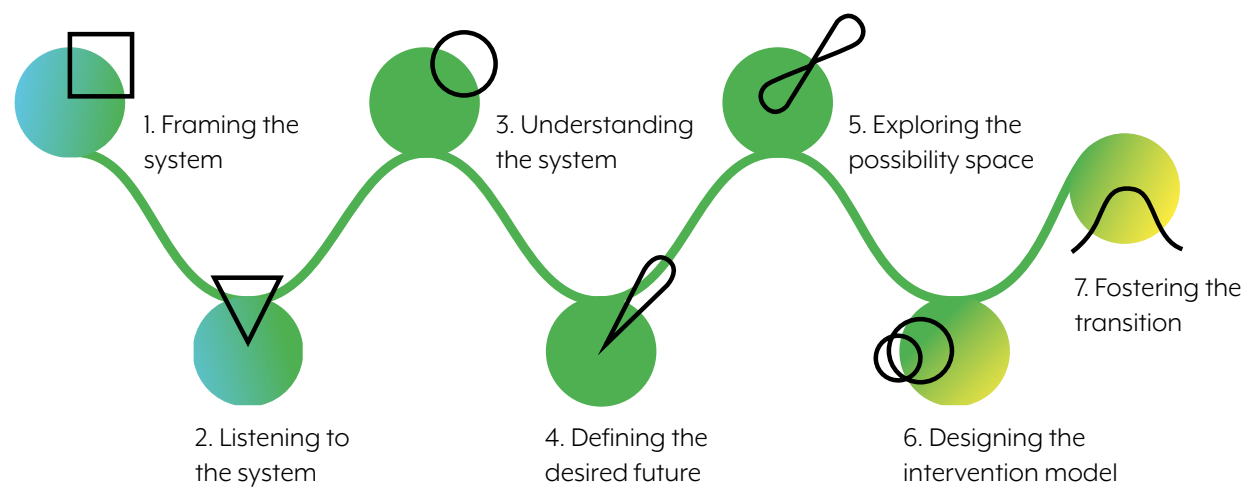 1. Framing the
system
2. Listening to
the system
3. Understanding
the system
4. Defining the
desired future
5. Exploring the
possibility space
6. Designing the
intervention model
7. Fostering the
transition